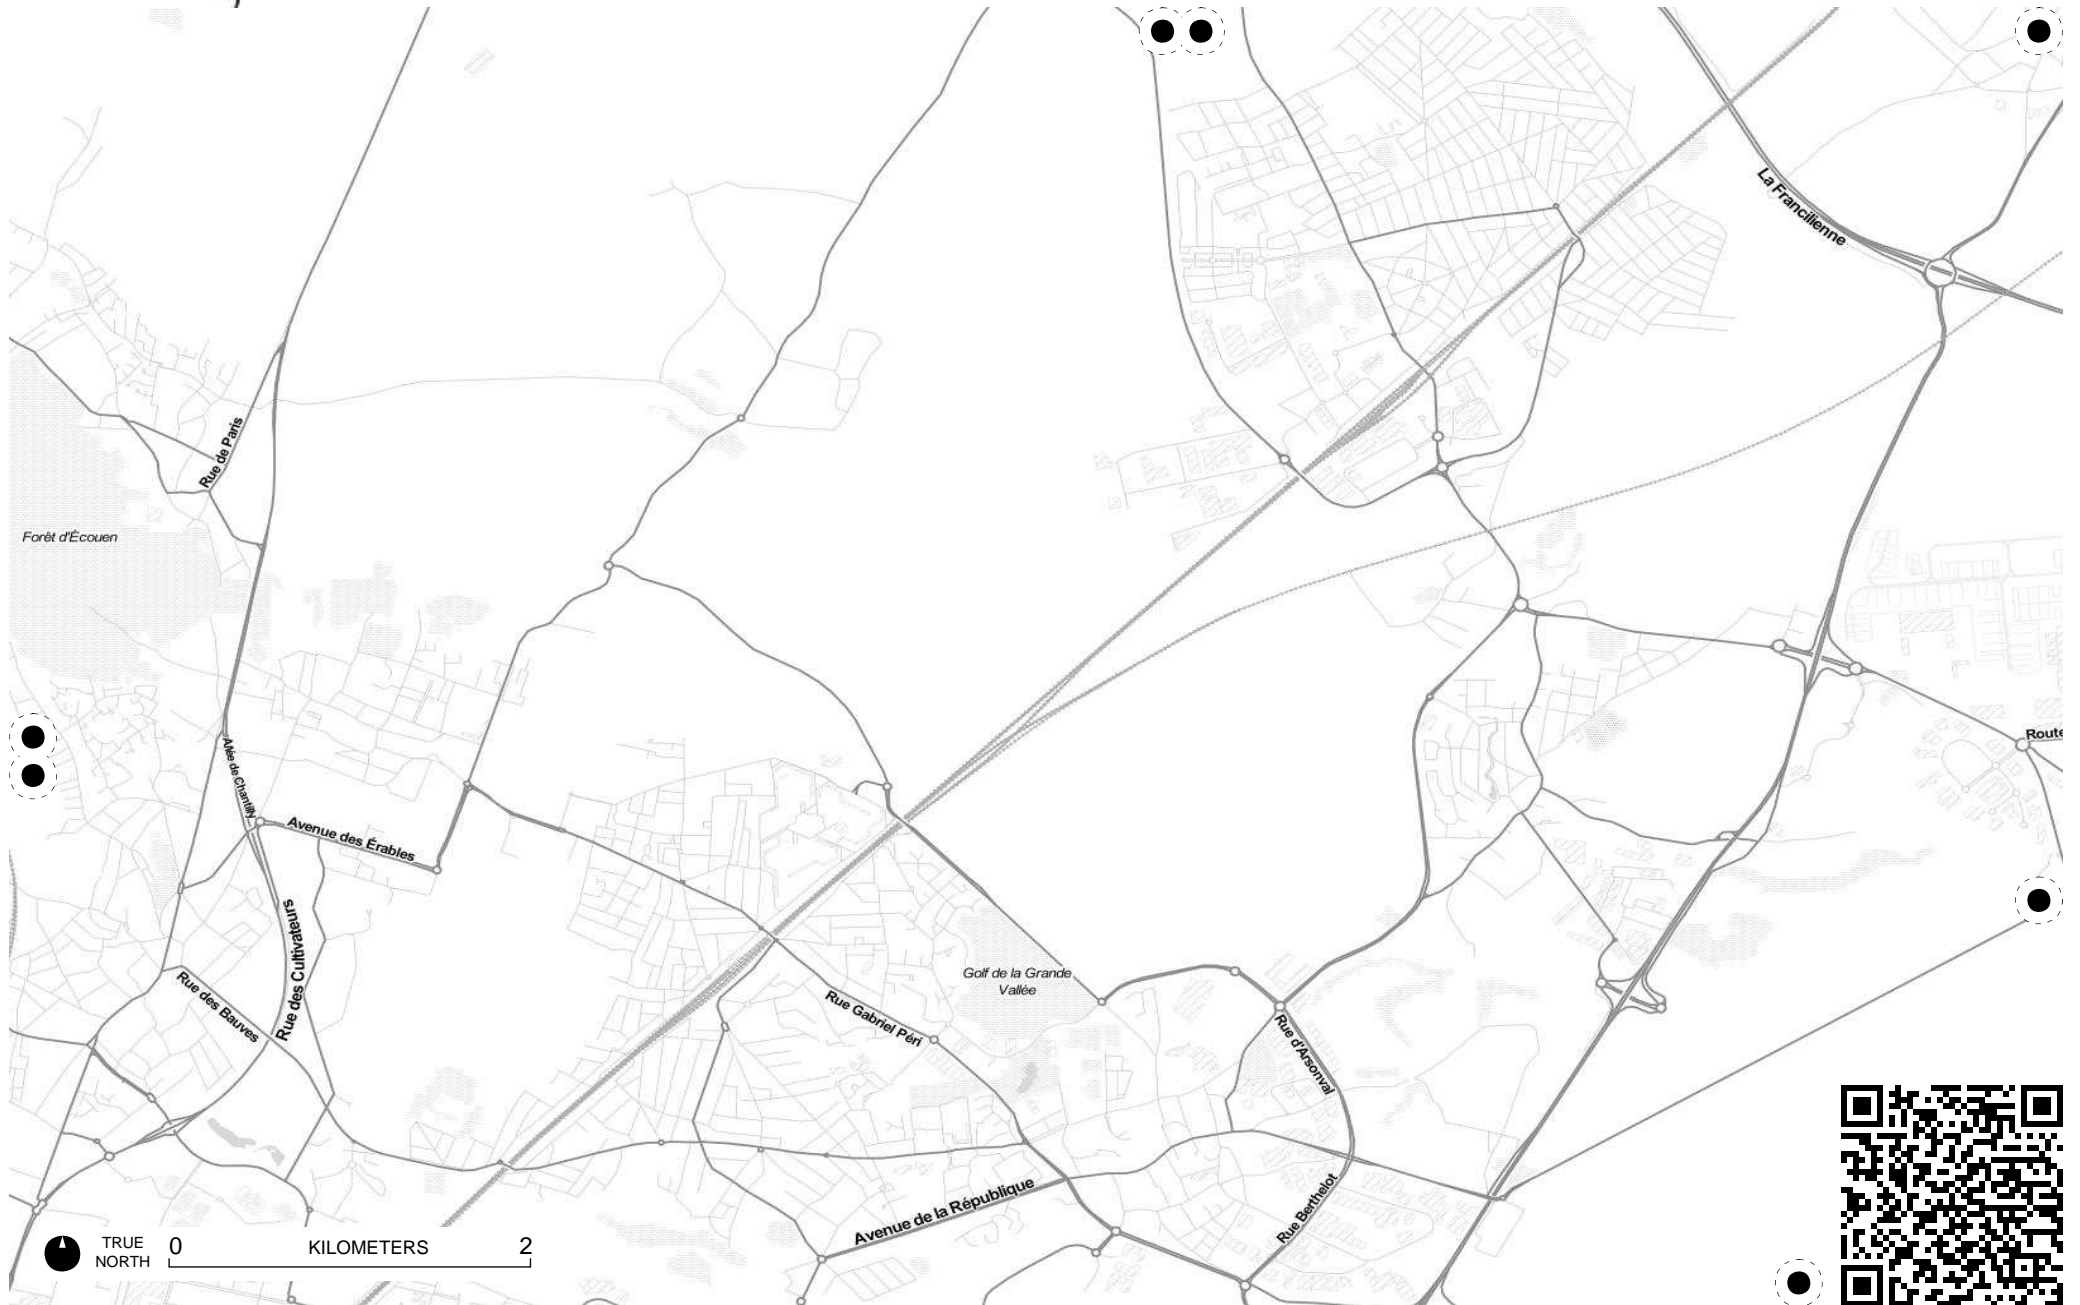 La Francilienne
Rue de Paris
Forêt d'Écouen
Route
Allée de Chantilly
Avenue des Érables
Rue des Cultivateurs
Golf de la Grande
Vallée
Rue des Bauves
Rue Gabriel Péri
Rue d'Arsonval
Rue Berthelot
Avenue de la République
TRUE
NORTH
0 KILOMETERS 2